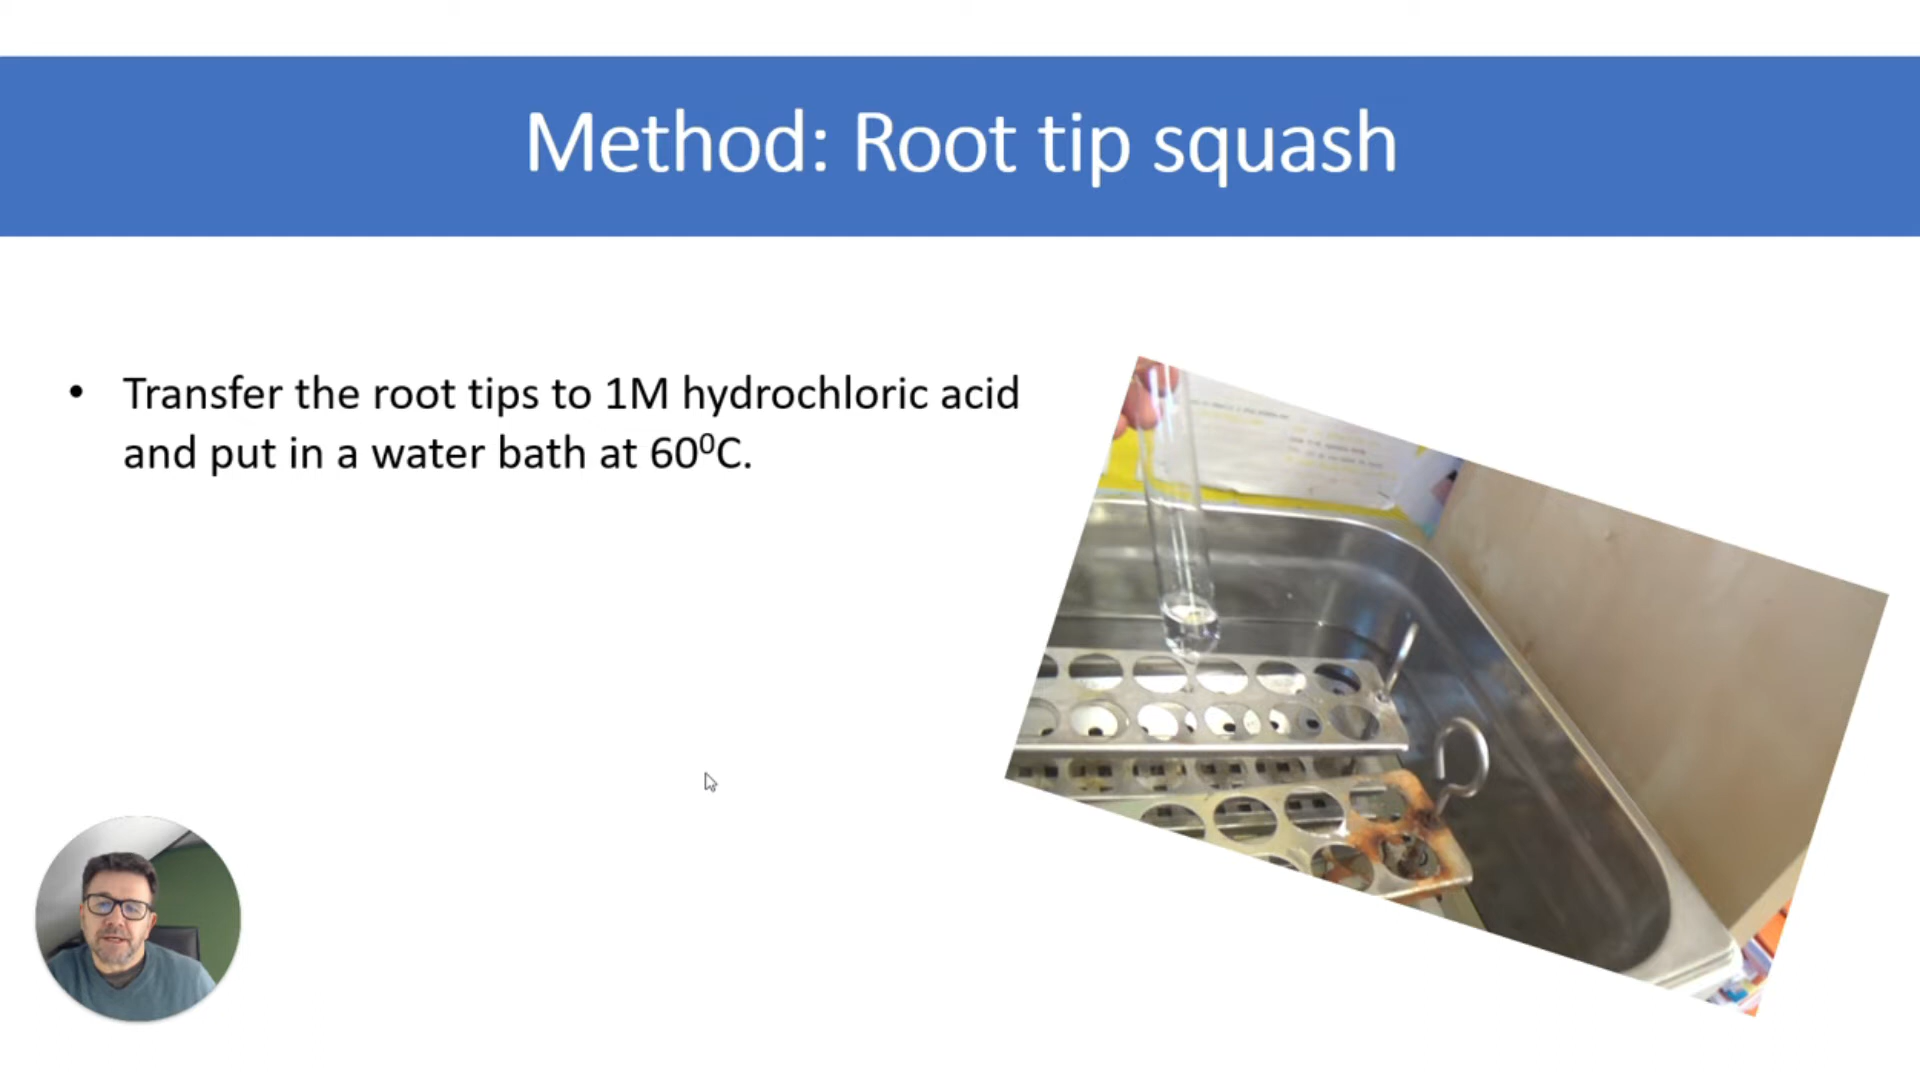 Method: Root tip squash
• Transfer the root tips to 1M hydrochloric acid
and put in a water bath at 60⁰C.